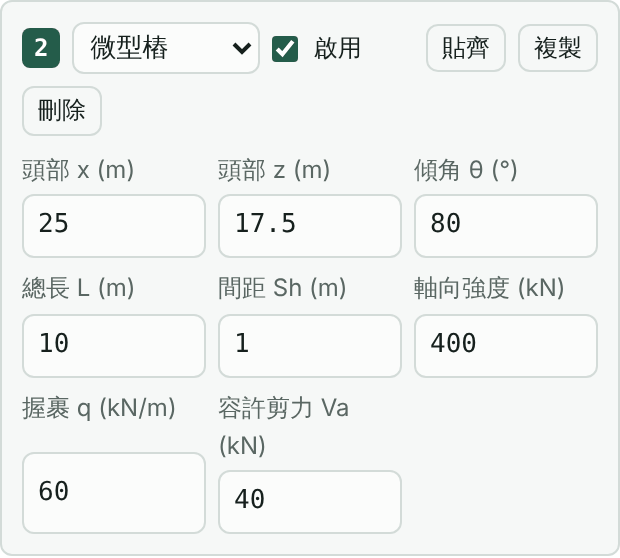 2 微型樁 啟用 貼齊 複製
刪除
頭部 x (m) 頭部 z (m) 傾角 θ (°)
25 17.5 80
總長 L (m) 間距 Sh (m) 軸向強度 (kN)
10 1 400
握裹 q (kN/m) 容許剪力 Va
(kN)
60 40